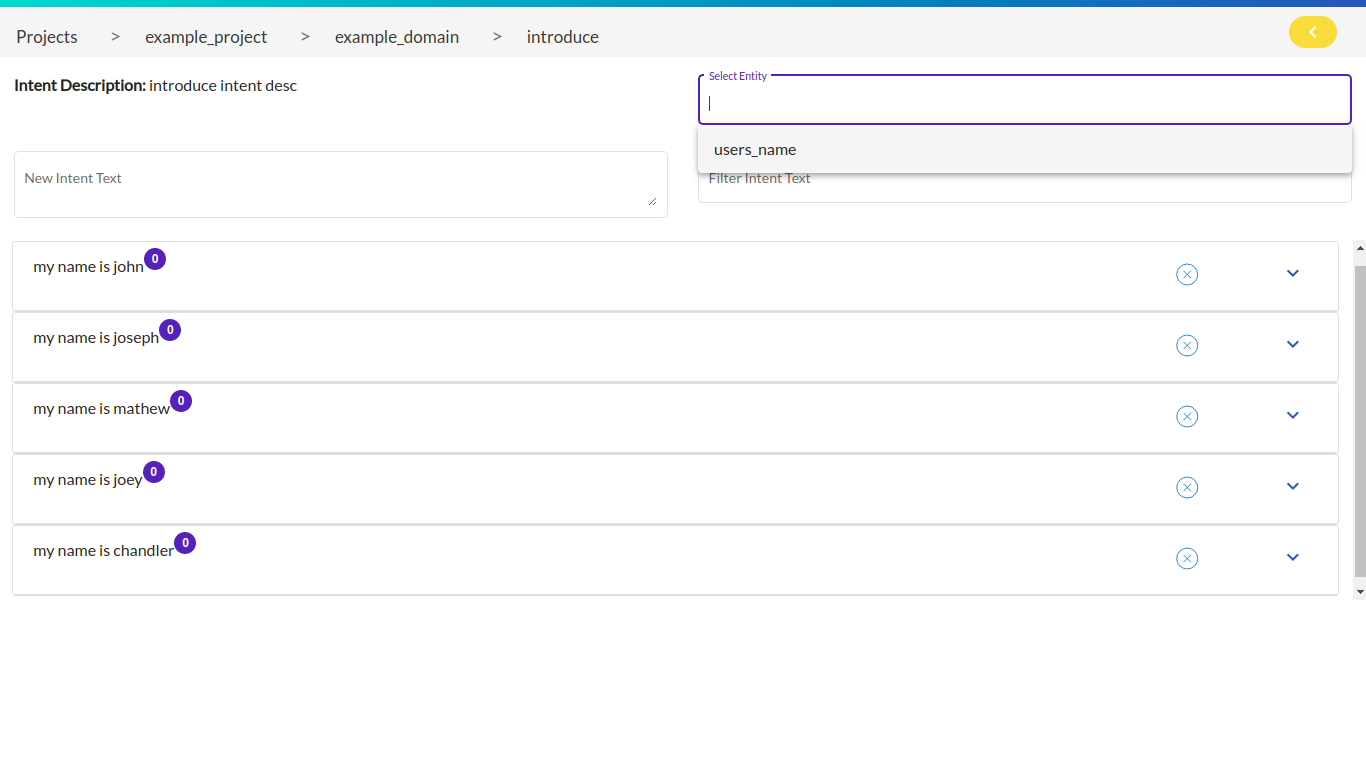 Projects > example_project > example_domain > introduce
Intent Description: introduce intent desc
Select Entity
users_name
New Intent Text
Filter Intent Text
my name is john 0
my name is joseph 0
my name is mathew 0
my name is joey 0
my name is chandler 0